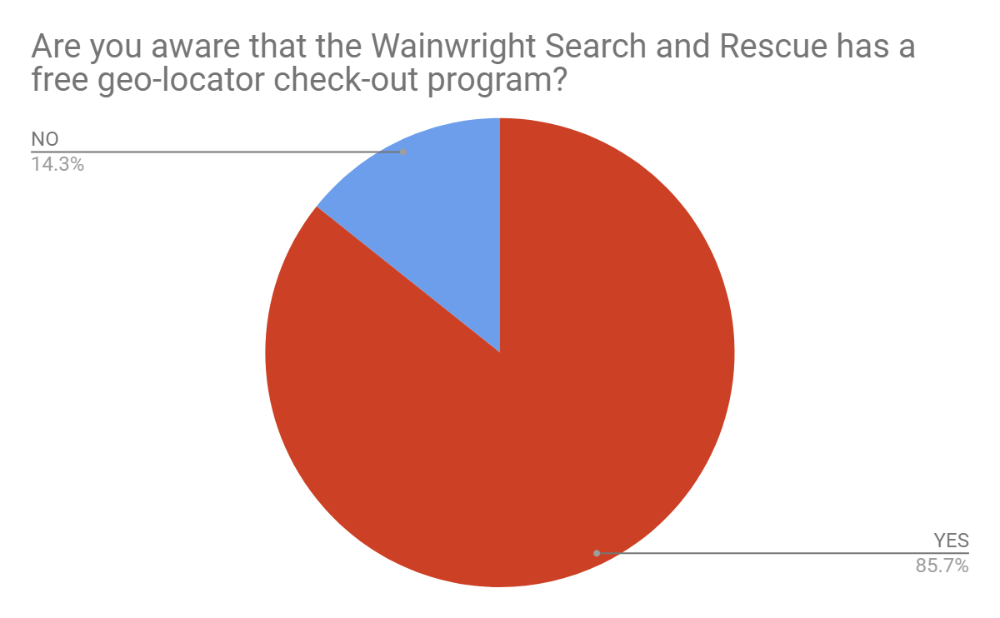 Are you aware that the Wainwright Search and Rescue has a
free geo-locator check-out program?
NO
14.3%
YES
85.7%